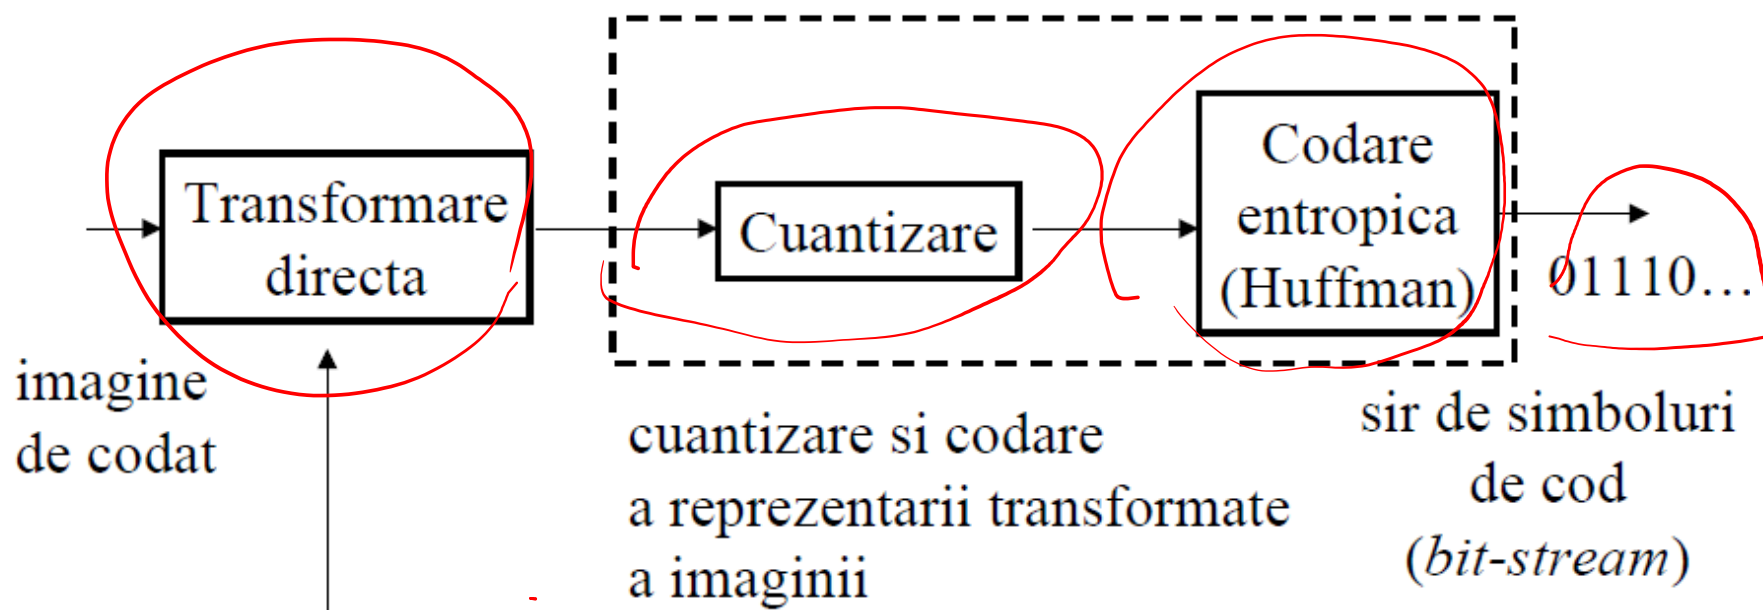 Transformare
directa
Cuantizare
Codare
entropica
(Huffman)
01110...
imagine
de codat
cuantizare si codare
a reprezentarii transformate
a imaginii
sir de simboluri
de cod
(bit-stream)